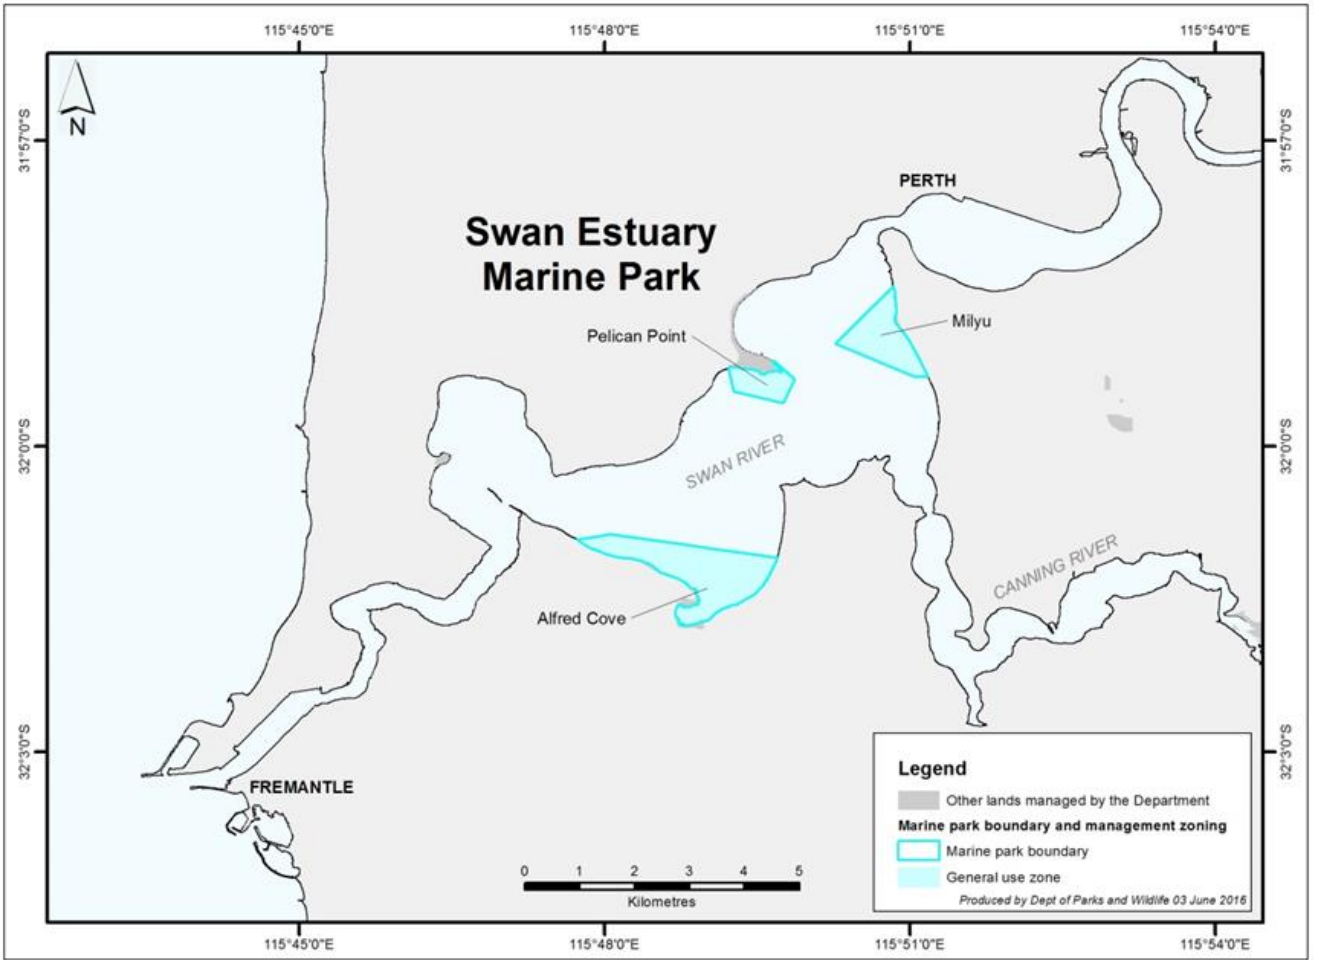 115°45'0"E
115°48'0"E
115°51'0"E
115°54'0"E
N
31°57'0"S
31°57'0"S
PERTH
Swan Estuary
Marine Park
Pelican Point
Milyu
32°0'0"S
32°0'0"S
SWAN RIVER
CANNING RIVER
Alfred Cove
32°3'0"S
32°3'0"S
FREMANTLE
0 1 2 3 4 5
Kilometres
Legend
Other lands managed by the Department
Marine park boundary and management zoning
Marine park boundary
General use zone
Produced by Dept of Parks and Wildlife 03 June 2016
115°45'0"E
115°48'0"E
115°51'0"E
115°54'0"E